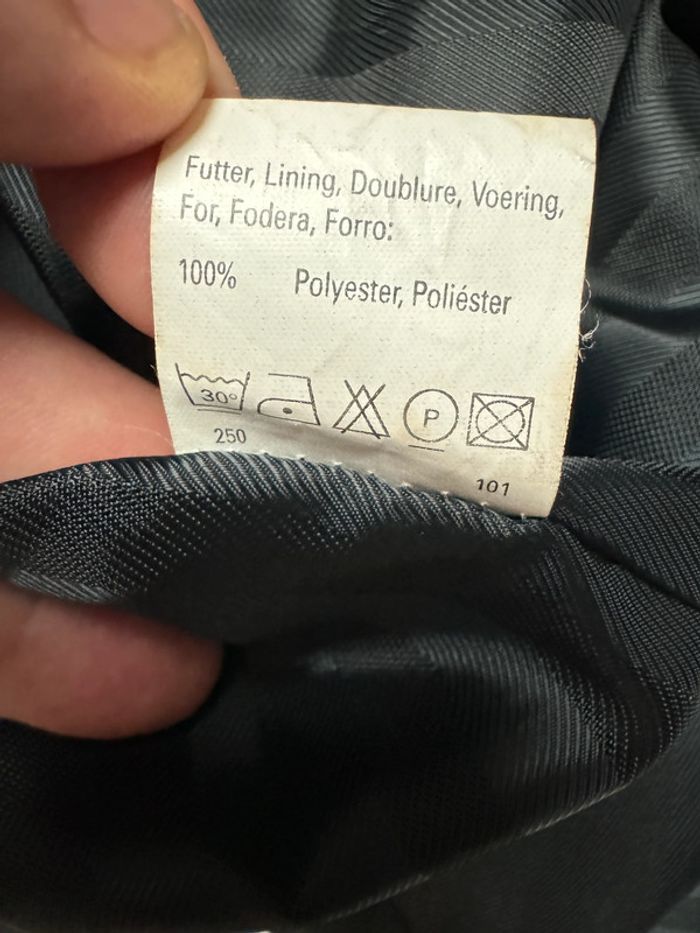 Futter, Lining, Doublure, Voering,
For, Fodera, Forro:
100% Polyester, Poliéster
30° P
250
101